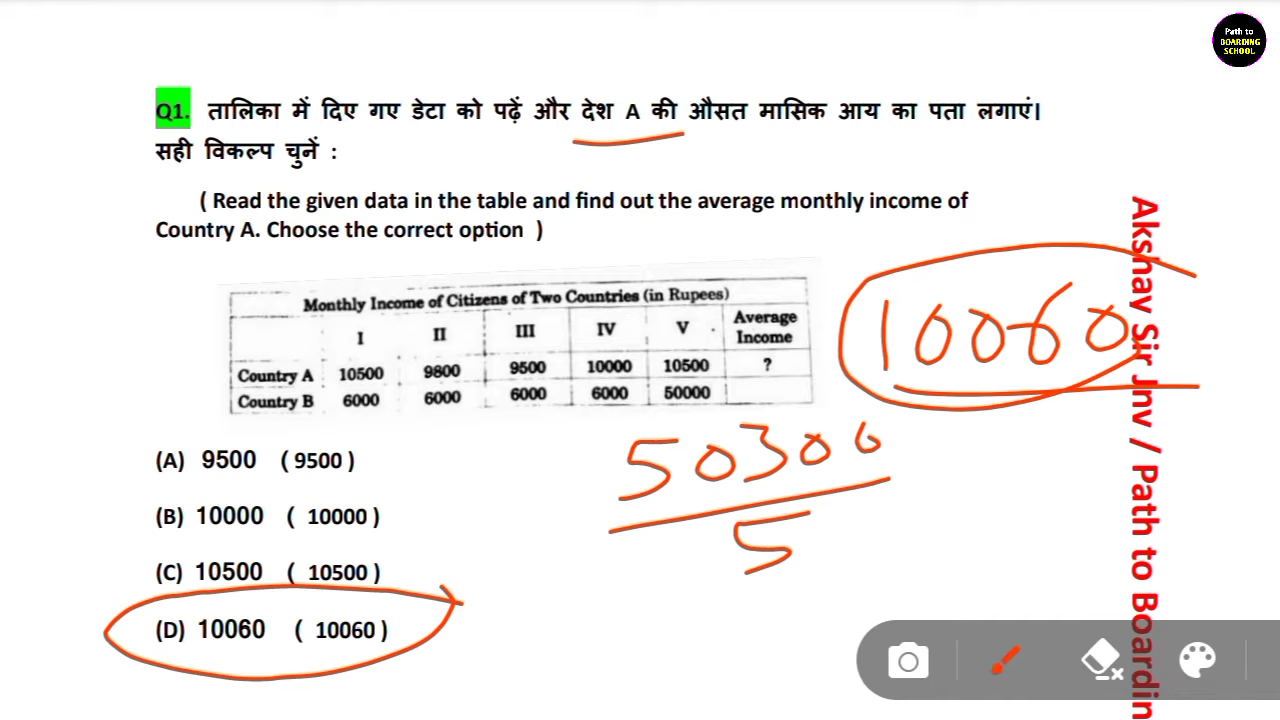 Path to
BOARDING
SCHOOL
Q1. तालिका में दिए गए डेटा को पढ़ें और देश A की औसत मासिक आय का पता लगाएं।
सही विकल्प चुनें :
( Read the given data in the table and find out the average monthly income of
Country A. Choose the correct option )
Monthly Income of Citizens of Two Countries (in Rupees)
I II III IV V Average Income
Country A 10500 9800 9500 10000 10500 ?
Country B 6000 6000 6000 6000 50000
10060
50300
5
(A) 9500 ( 9500 )
(B) 10000 ( 10000 )
(C) 10500 ( 10500 )
(D) 10060 ( 10060 )
Akshay Sir Jnv / Path to Boardin